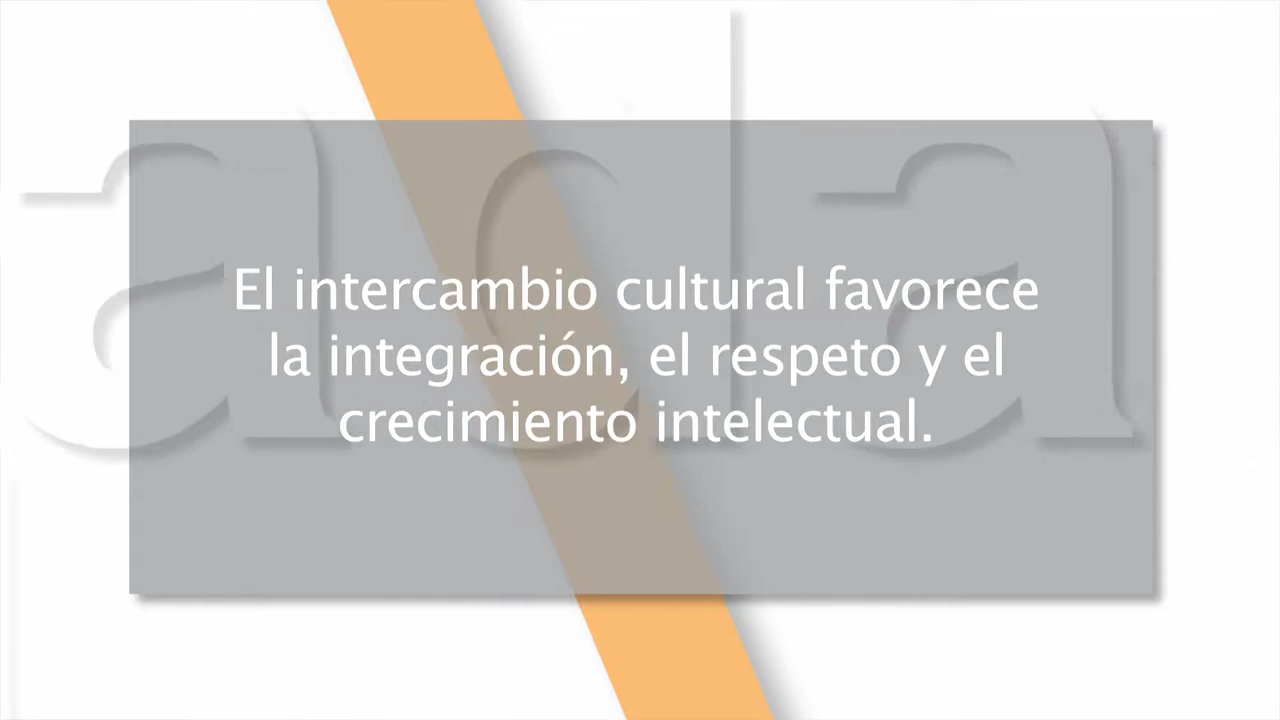 El intercambio cultural favorece
la integración, el respeto y el
crecimiento intelectual.